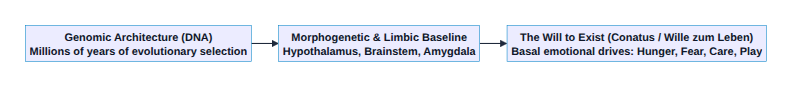 Genomic Architecture (DNA)
Millions of years of evolutionary selection
Morphogenetic & Limbic Baseline
Hypothalamus, Brainstem, Amygdala
The Will to Exist (Conatus / Wille zum Leben)
Basal emotional drives: Hunger, Fear, Care, Play